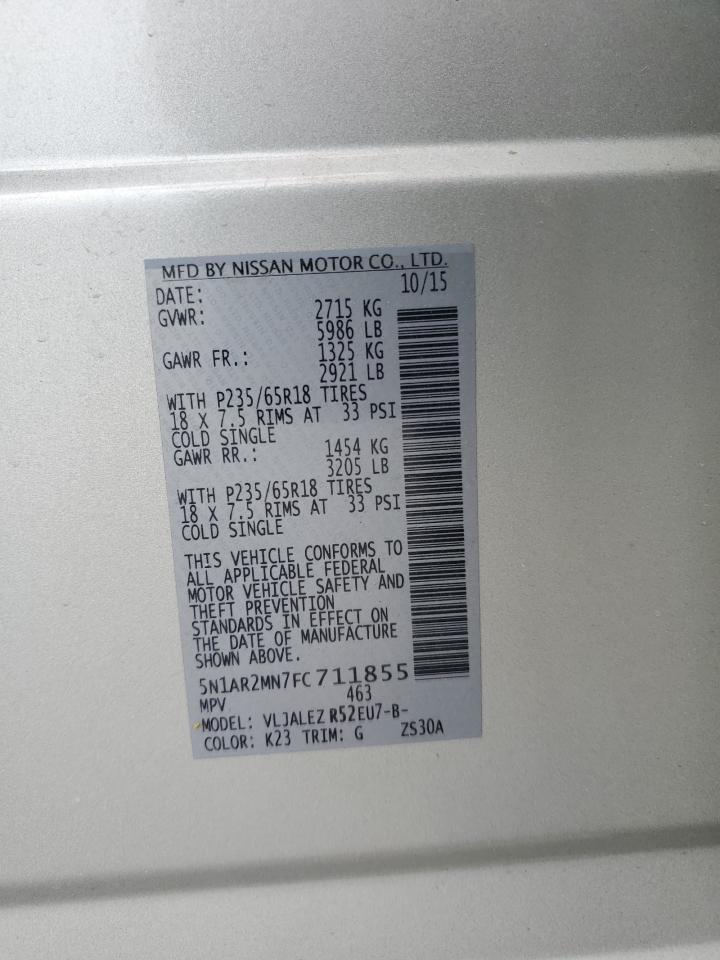 MFD BY NISSAN MOTOR CO., LTD.
DATE: 10/15
GVWR: 2715 KG
5986 LB
GAWR FR.: 1325 KG
2921 LB
WITH P235/65R18 TIRES
18 X 7.5 RIMS AT 33 PSI
COLD SINGLE
GAWR RR.: 1454 KG
3205 LB
WITH P235/65R18 TIRES
18 X 7.5 RIMS AT 33 PSI
COLD SINGLE
THIS VEHICLE CONFORMS TO
ALL APPLICABLE FEDERAL
MOTOR VEHICLE SAFETY AND
THEFT PREVENTION
STANDARDS IN EFFECT ON
THE DATE OF MANUFACTURE
SHOWN ABOVE.
5N1AR2MN7FC711855
MPV 463
MODEL: VLJALEZ R52EU7-B-
COLOR: K23 TRIM: G ZS30A